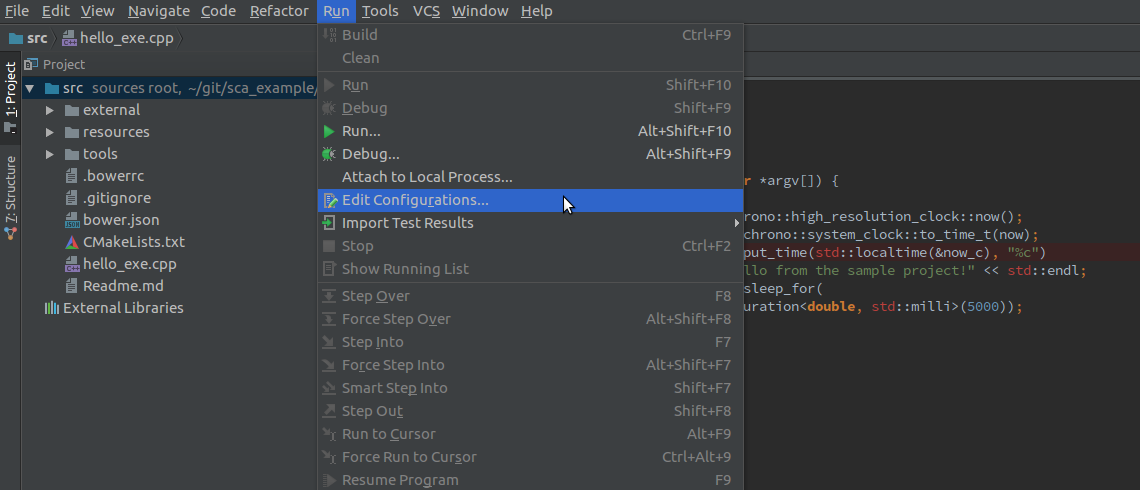 File Edit View Navigate Code Refactor Run Tools VCS Window Help
src hello_exe.cpp
1: Project
7: Structure
Project
src sources root, ~/git/sca_example/
external
resources
tools
.bowerrc
.gitignore
bower.json
CMakeLists.txt
hello_exe.cpp
Readme.md
External Libraries
Build Ctrl+F9
Clean
Run Shift+F10
Debug Shift+F9
Run... Alt+Shift+F10
Debug... Alt+Shift+F9
Attach to Local Process...
Edit Configurations...
Import Test Results
Stop Ctrl+F2
Show Running List
Step Over F8
Force Step Over Alt+Shift+F8
Step Into F7
Force Step Into Alt+Shift+F7
Smart Step Into Shift+F7
Step Out Shift+F8
Run to Cursor Alt+F9
Force Run to Cursor Ctrl+Alt+9
Resume Program F9
r *argv[]) {
rono::high_resolution_clock::now();
chrono::system_clock::to_time_t(now);
put_time(std::localtime(&now_c), "%c")
llo from the sample project!" << std::endl;
sleep_for(
uration<double, std::milli>(5000));